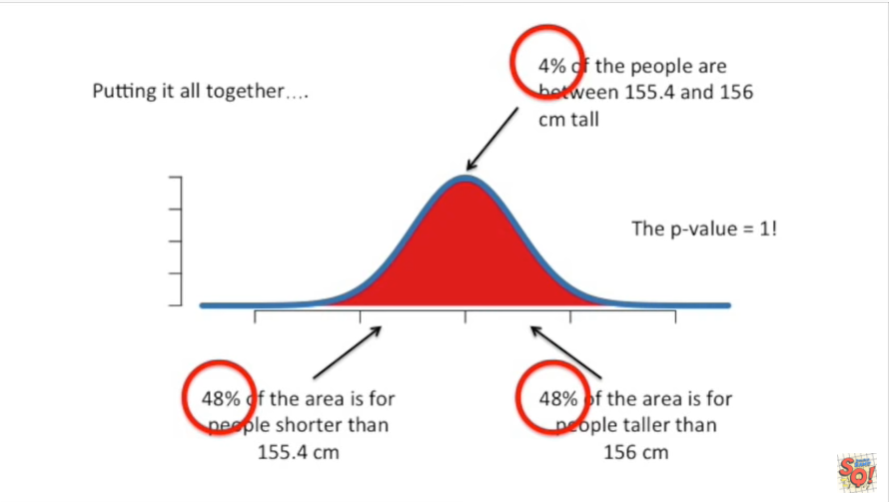 Putting it all together....
4% of the people are
between 155.4 and 156
cm tall
The p-value = 1!
48% of the area is for
people shorter than
155.4 cm
48% of the area is for
people taller than
156 cm
SQ!